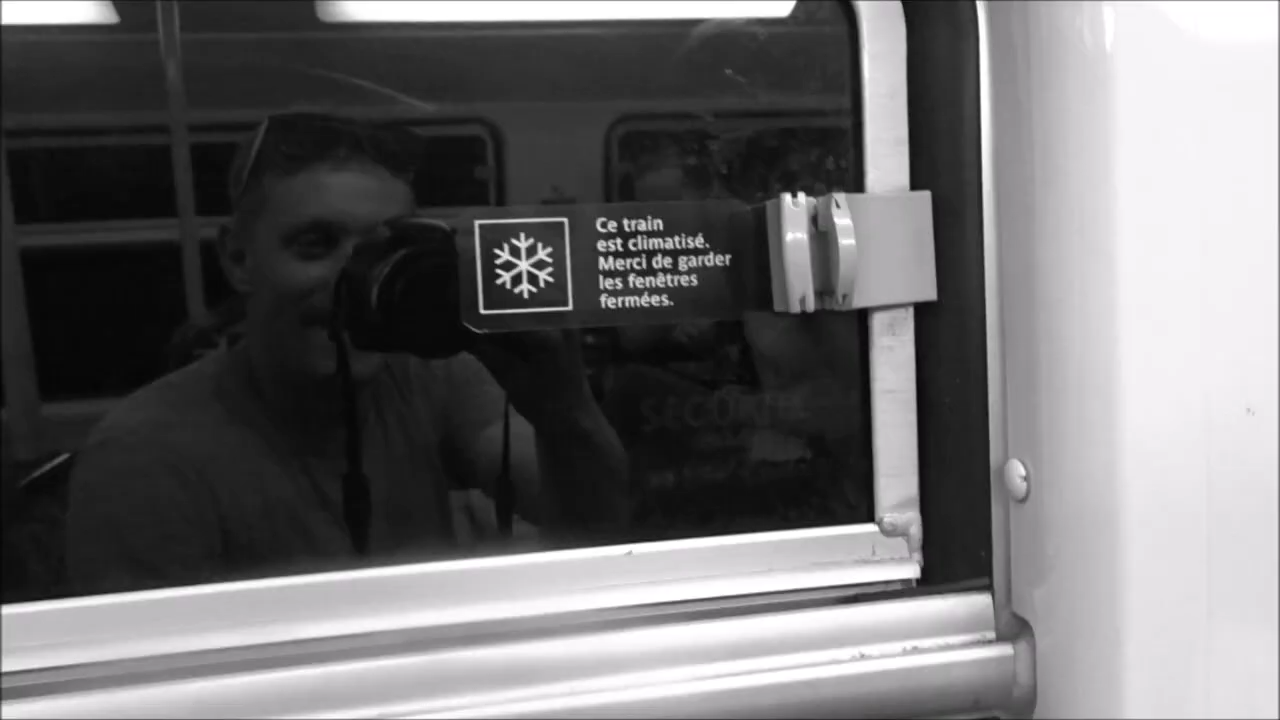 Ce train
est climatisé.
Merci de garder
les fenêtres
fermées.